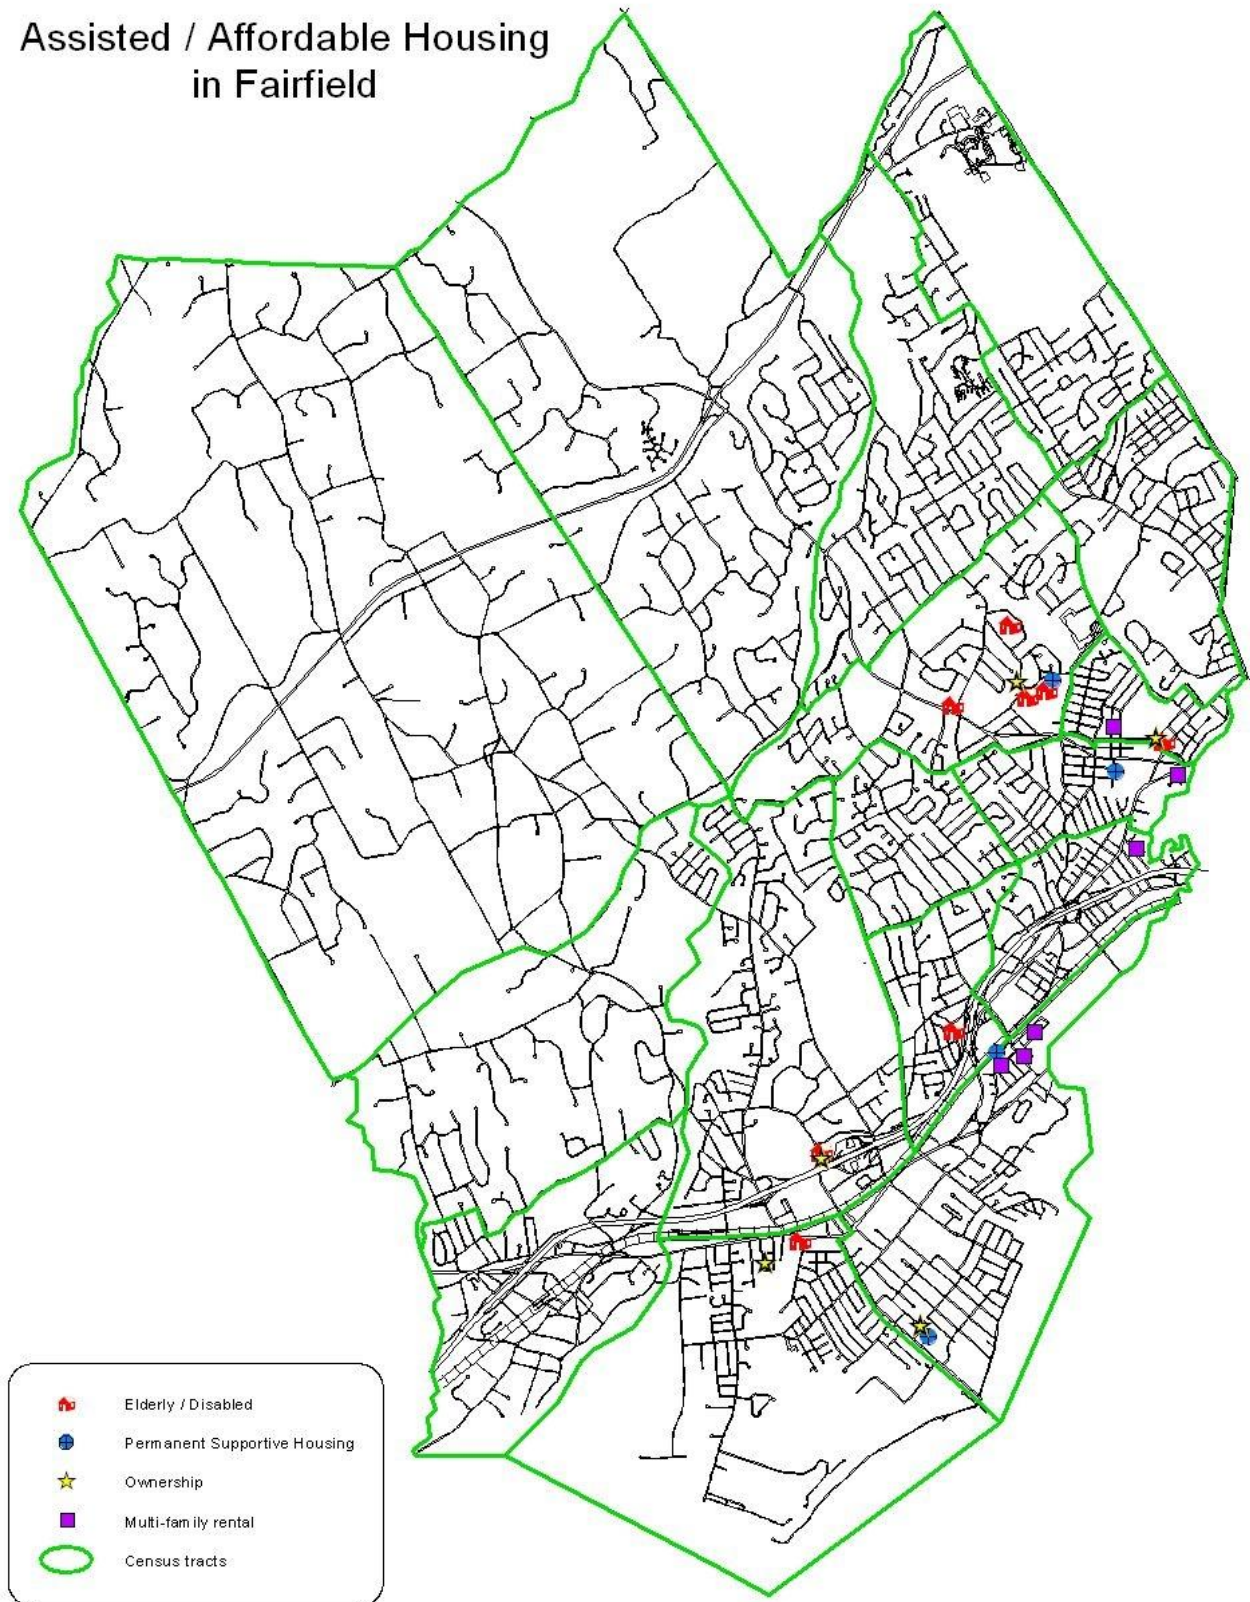 Assisted / Affordable Housing
in Fairfield
Elderly / Disabled
Permanent Supportive Housing
Ownership
Multi-family rental
Census tracts